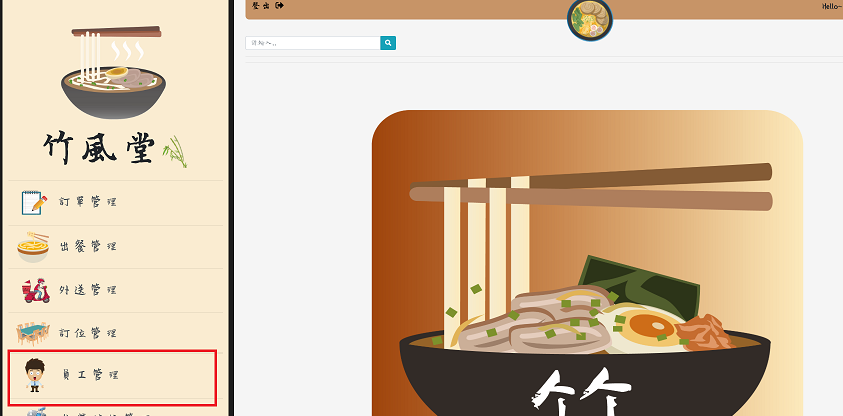 竹風堂
訂單管理
出餐管理
外送管理
訂位管理
員工管理
登出
Hello~
竹